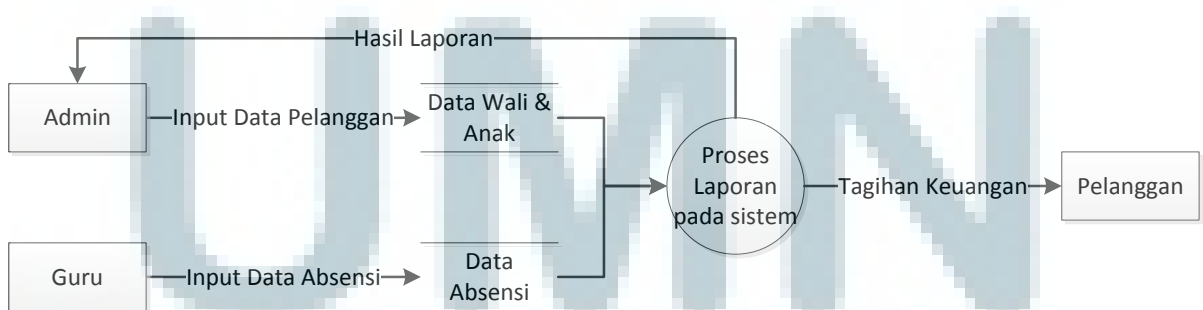 UMN
Hasil Laporan
Admin
Input Data Pelanggan
Data Wali &
Anak
Proses
Laporan
pada sistem
Tagihan Keuangan
Pelanggan
Guru
Input Data Absensi
Data
Absensi